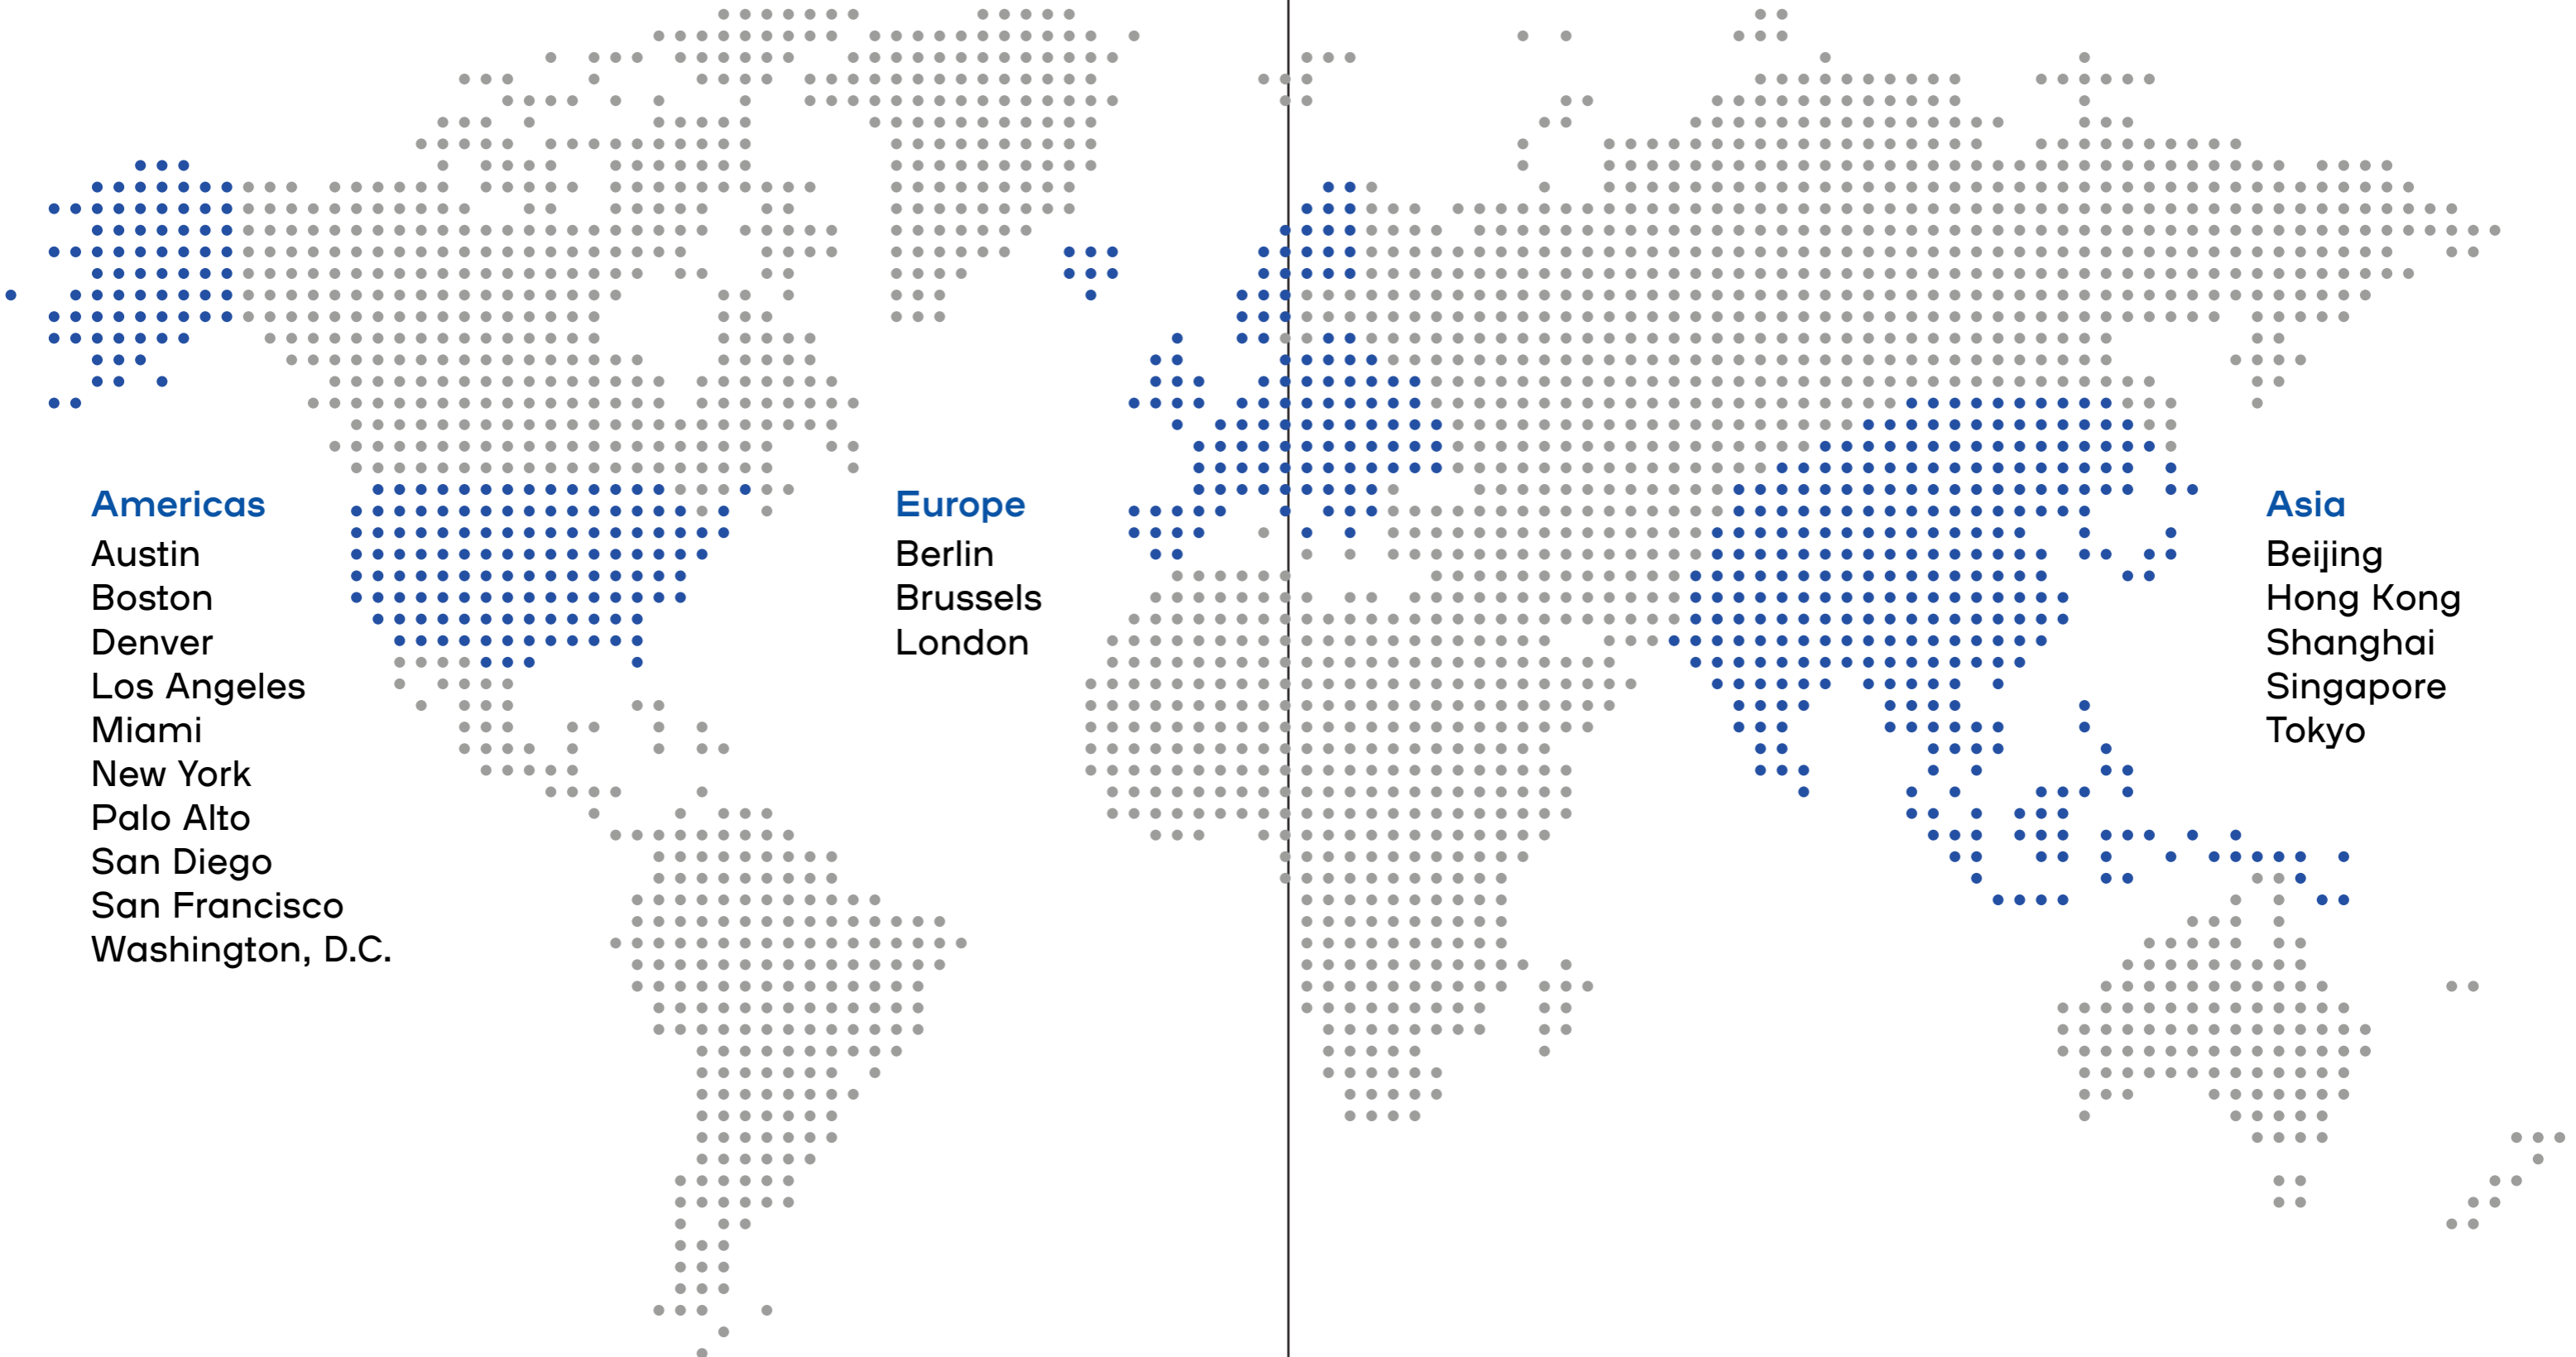 Americas
Austin
Boston
Denver
Los Angeles
Miami
New York
Palo Alto
San Diego
San Francisco
Washington, D.C.
Europe
Berlin
Brussels
London
Asia
Beijing
Hong Kong
Shanghai
Singapore
Tokyo